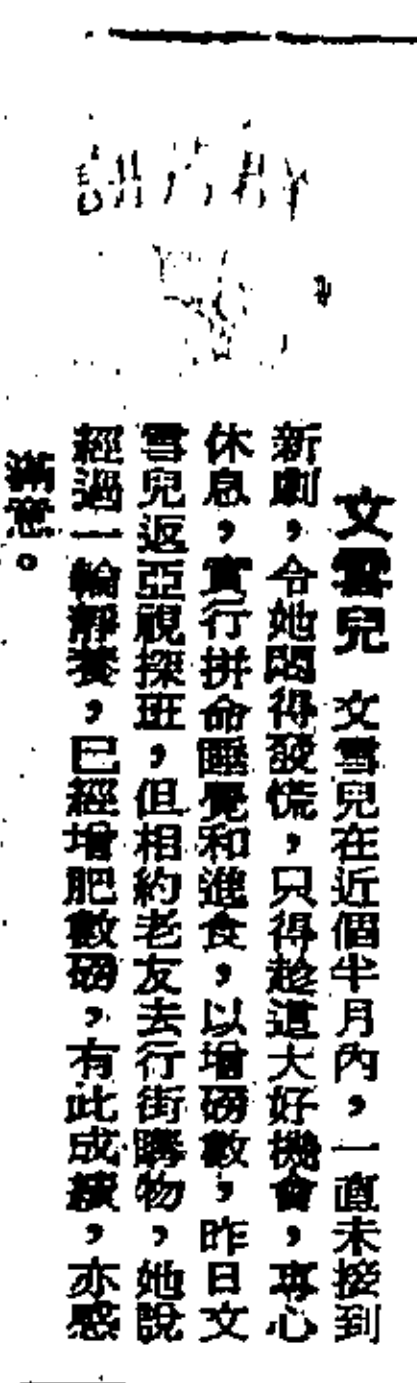 文雪兒 文雪兒在近個半月內，一直未接到
新劇，令她悶得發慌，只得趁這大好機會，專心
休息，實行拼命睡覺和進食，以增磅數，昨日文
雪兒返亞視探班，但相約老友去行街購物，她說
經過一輪靜養，已經增肥數磅，有此成績，亦感
滿意。